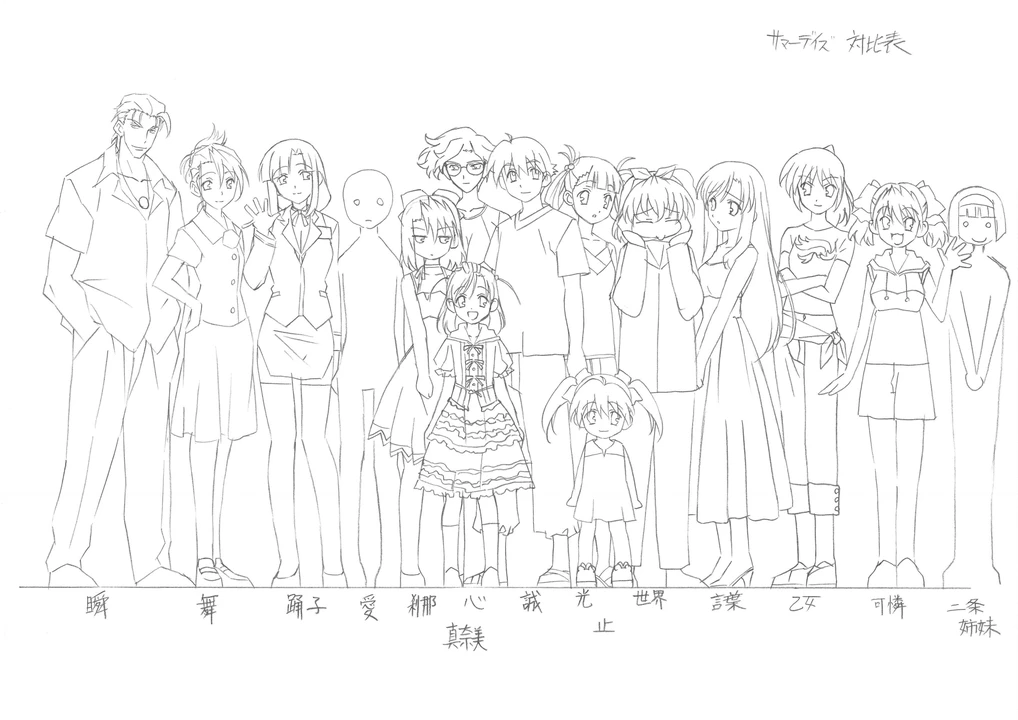 サマーデイズ 対比表
瞬 舞 踊子 愛 刹那 心 誠 光 世界 言葉 乙女 可憐 二条
真奈美 止 姉妹